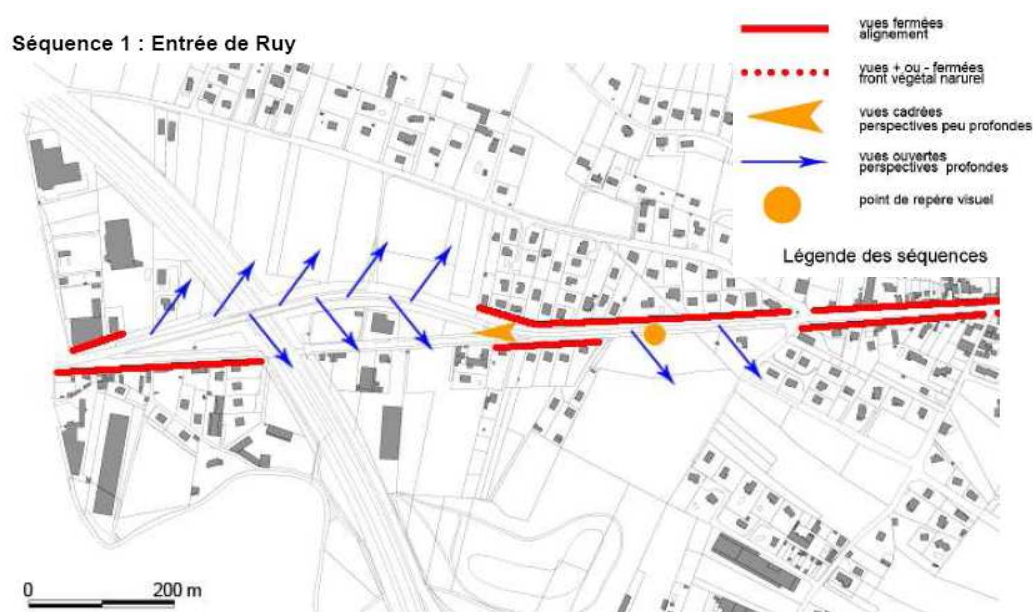 Séquence 1 : Entrée de Ruy
vues fermées
alignement
vues + ou - fermées
front végétal narurel
vues cadrées
perspectives peu profondes
vues ouvertes
perspectives profondes
point de repère visuel
Légende des séquences
0 200 m